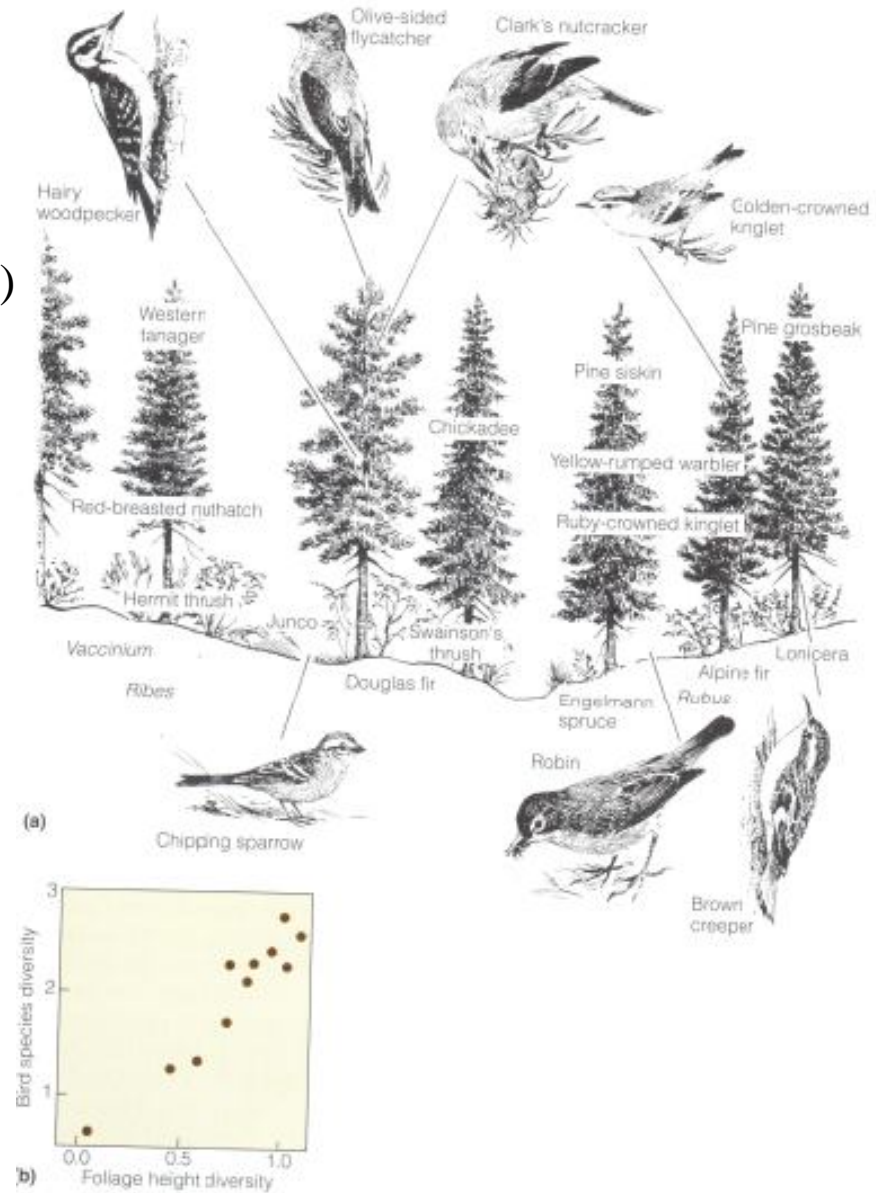 Olive-sided
flycatcher
Clark's nutcracker
Hairy
woodpecker
Golden-crowned
kinglet
)
Western
tanager
Pine grosbeak
Pine siskin
Chickadee
Yellow-rumped warbler
Red-breasted nuthatch
Ruby-crowned kinglet
Hermit thrush
Junco
Swainson's
thrush
Vaccinium
Lonicera
Alpine fir
Douglas fir
Ribes
Engelmann
spruce
Rubus
Robin
(a)
Chipping sparrow
Brown
creeper
3
2
1
Bird species diversity
0.0 0.5 1.0
(b) Foliage height diversity